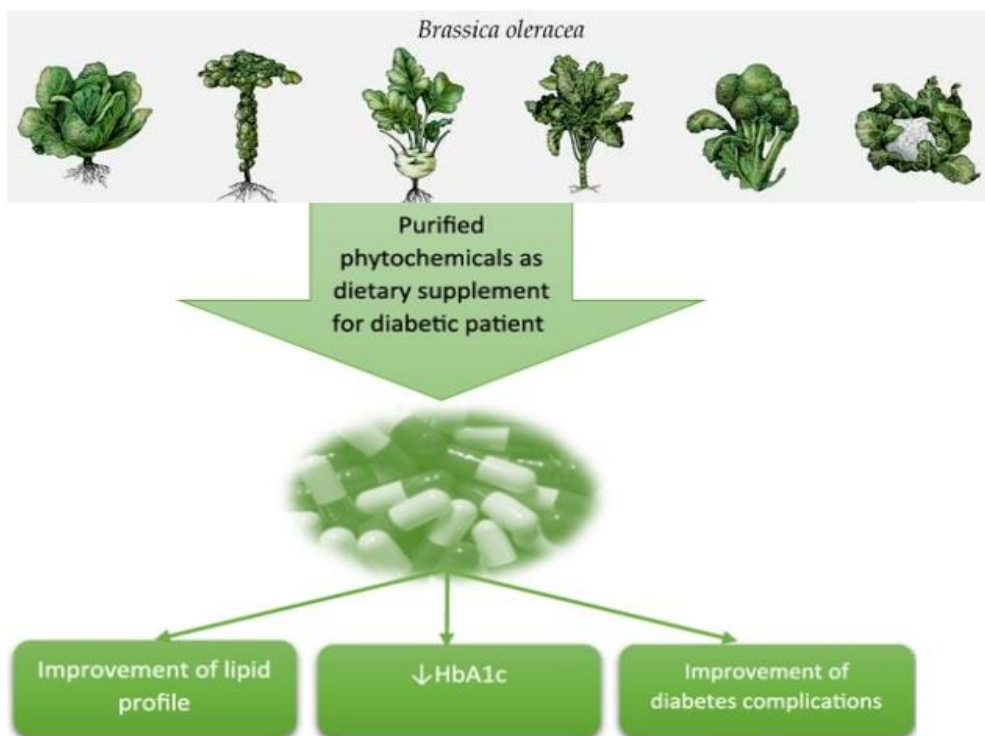 Brassica oleracea
Purified
phytochemicals as
dietary supplement
for diabetic patient
Improvement of lipid
profile
↓HbA1c
Improvement of
diabetes complications